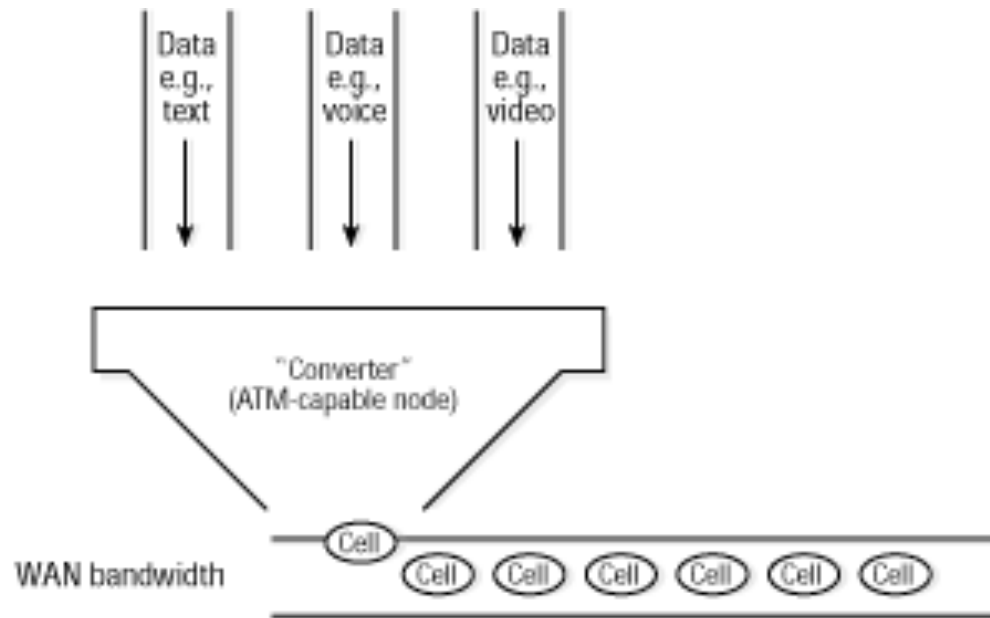 Data
e.g.,
text
Data
e.g.,
voice
Data
e.g.,
video
"Converter"
(ATM-capable node)
Cell
WAN bandwidth
Cell Cell Cell Cell Cell Cell